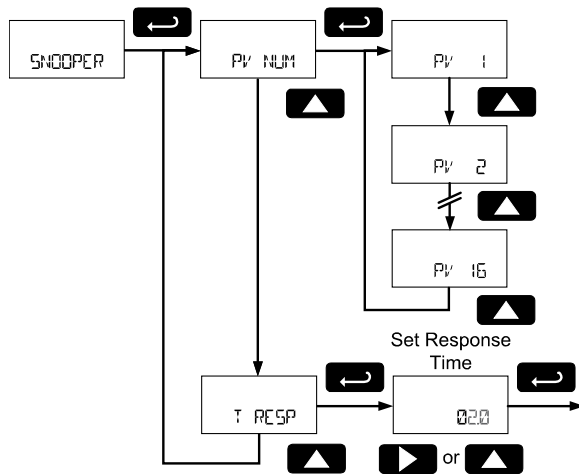 SNOOPER
PV NUM
PV 1
PV 2
PV 16
Set Response
Time
T RESP
02.0
or